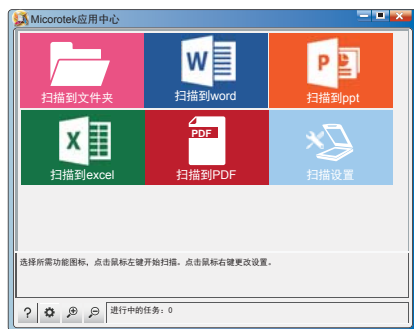 Micorotek应用中心
扫描到文件夹
W
扫描到word
P
扫描到ppt
X
扫描到excel
PDF
扫描到PDF
扫描设置
选择所需功能图标，点击鼠标左键开始扫描。点击鼠标右键更改设置。
?
进行中的任务：0